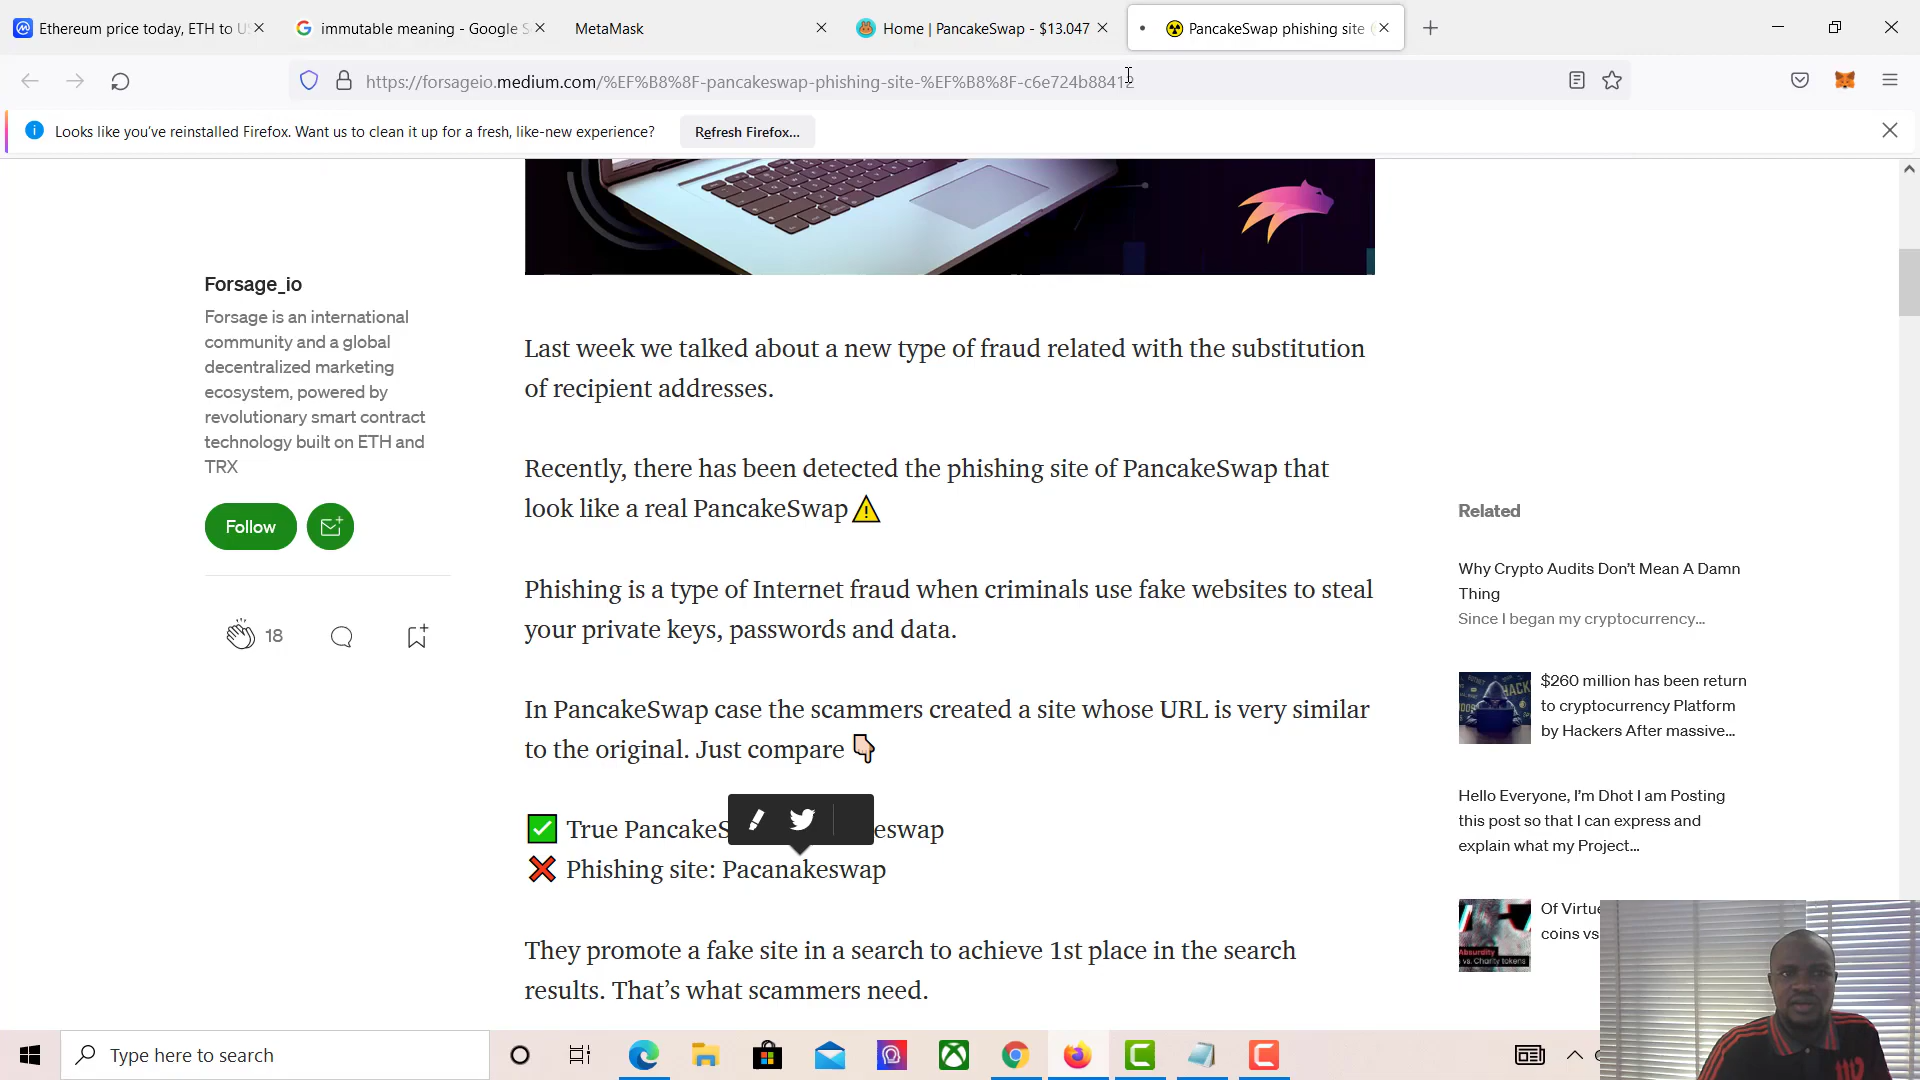 Ethereum price today, ETH to US
immutable meaning - Google S
MetaMask
Home | PancakeSwap - $13.047
PancakeSwap phishing site
https://forsageio.medium.com/%EF%B8%8F-pancakeswap-phishing-site-%EF%B8%8F-c6e724b88412
Looks like you've reinstalled Firefox. Want us to clean it up for a fresh, like-new experience?
Refresh Firefox...
Forsage_io
Forsage is an international
community and a global
decentralized marketing
ecosystem, powered by
revolutionary smart contract
technology built on ETH and
TRX
Follow
18
Last week we talked about a new type of fraud related with the substitution
of recipient addresses.
Recently, there has been detected the phishing site of PancakeSwap that
look like a real PancakeSwap⚠
Phishing is a type of Internet fraud when criminals use fake websites to steal
your private keys, passwords and data.
In PancakeSwap case the scammers created a site whose URL is very similar
to the original. Just compare 👇🏻
✅ True PancakeS eswap
❌ Phishing site: Pacanakeswap
They promote a fake site in a search to achieve 1st place in the search
results. That's what scammers need.
Related
Why Crypto Audits Don't Mean A Damn
Thing
Since I began my cryptocurrency...
$260 million has been return
to cryptocurrency Platform
by Hackers After massive...
Hello Everyone, I'm Dhot I am Posting
this post so that I can express and
explain what my Project...
Of Virtue
coins vs
Absurdity
vs. Charity tokens
Type here to search